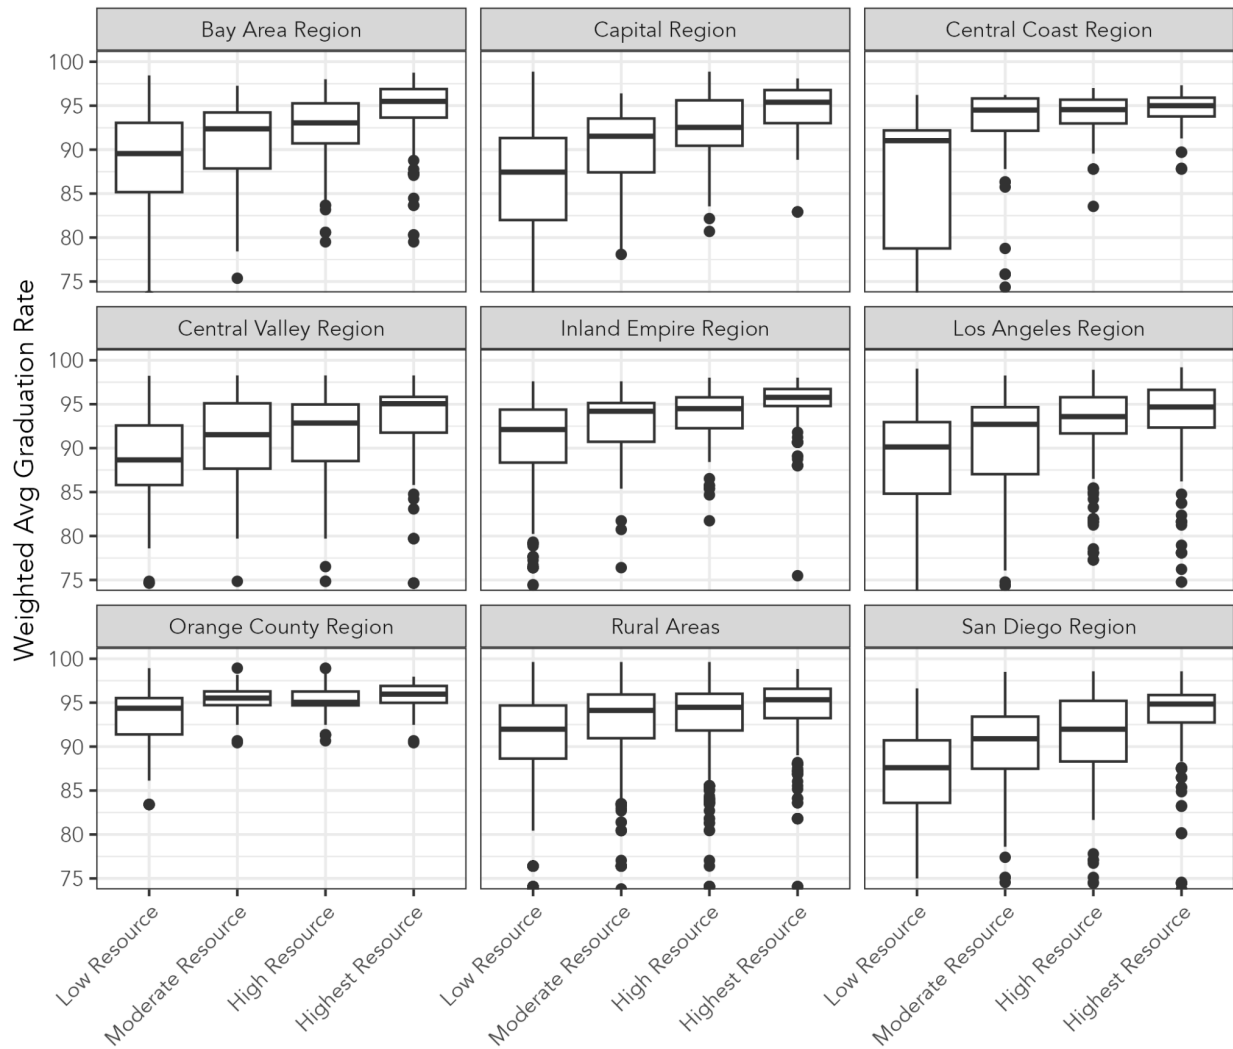 Bay Area Region
Capital Region
Central Coast Region
100
95
90
85
80
75
Central Valley Region
Inland Empire Region
Los Angeles Region
100
95
90
85
80
75
Orange County Region
Rural Areas
San Diego Region
100
95
90
85
80
75
Weighted Avg Graduation Rate
Low Resource
Moderate Resource
High Resource
Highest Resource
Low Resource
Moderate Resource
High Resource
Highest Resource
Low Resource
Moderate Resource
High Resource
Highest Resource